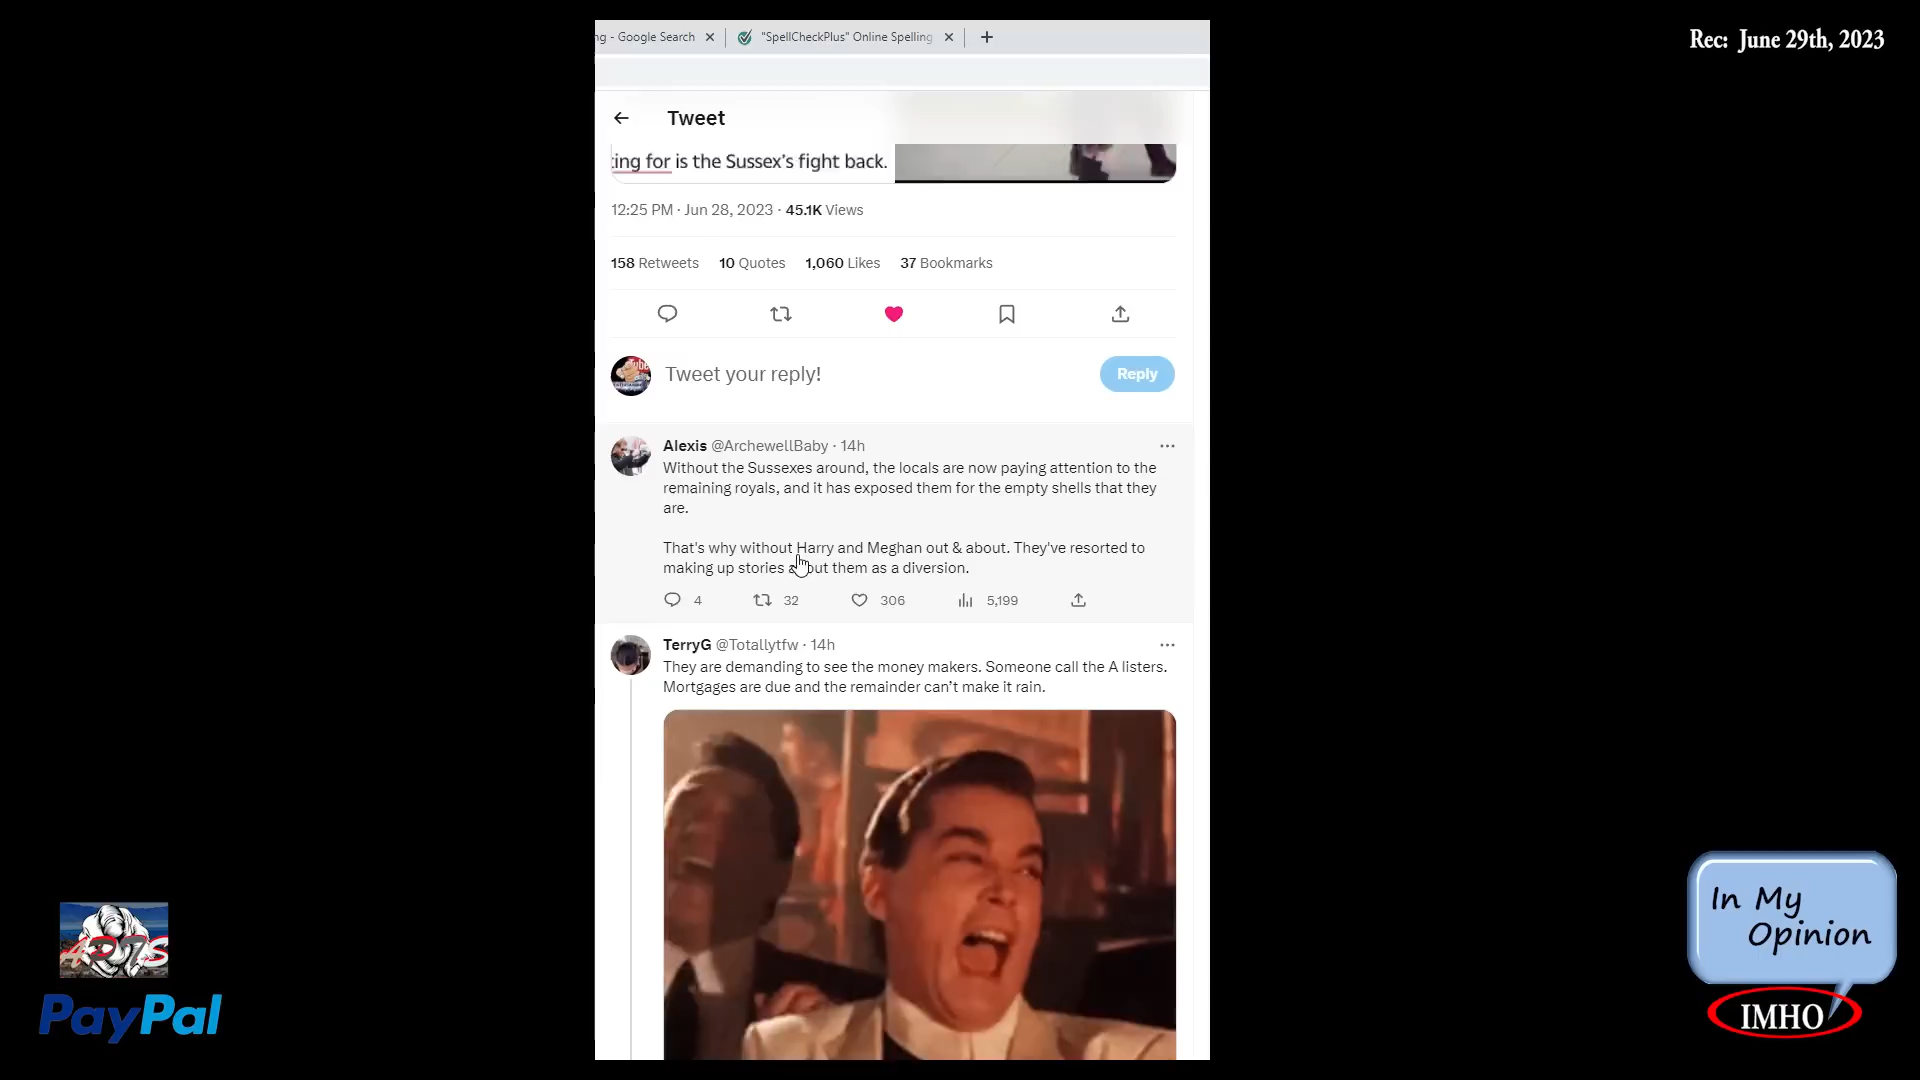 ng - Google Search
"SpellCheckPlus" Online Spelling
Rec: June 29th, 2023
Tweet
ing for is the Sussex's fight back.
12:25 PM · Jun 28, 2023 · 45.1K Views
158 Retweets 10 Quotes 1,060 Likes 37 Bookmarks
Tweet your reply!
Reply
Alexis @ArchewellBaby · 14h
Without the Sussexes around, the locals are now paying attention to the
remaining royals, and it has exposed them for the empty shells that they
are.
That's why without Harry and Meghan out & about. They've resorted to
making up stories about them as a diversion.
4 32 306 5,199
TerryG @Totallytfw · 14h
They are demanding to see the money makers. Someone call the A listers.
Mortgages are due and the remainder can't make it rain.
PayPal
In My
Opinion
IMHO